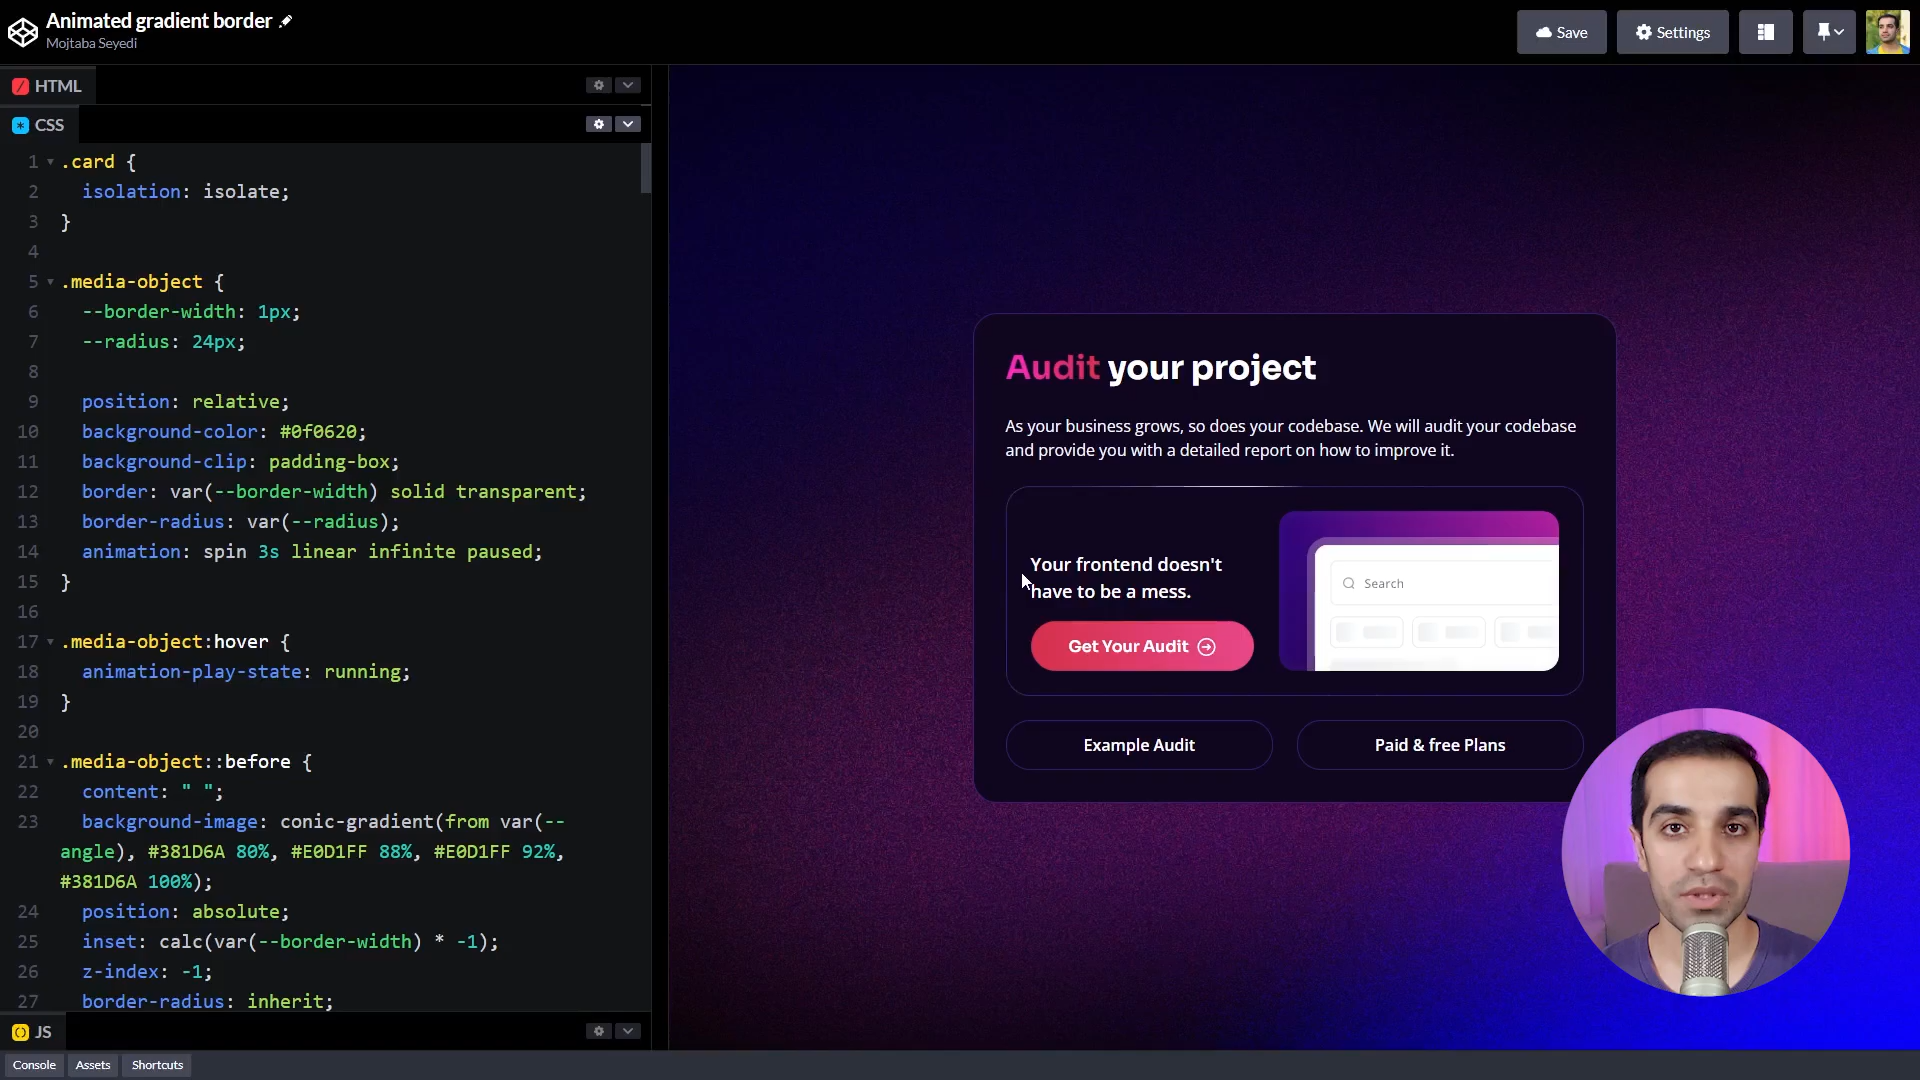 Animated gradient border
Mojtaba Seyedi
Save
Settings
HTML
CSS
1 .card {
2 isolation: isolate;
3 }
4
5 .media-object {
6 --border-width: 1px;
7 --radius: 24px;
8
9 position: relative;
10 background-color: #0f0620;
11 background-clip: padding-box;
12 border: var(--border-width) solid transparent;
13 border-radius: var(--radius);
14 animation: spin 3s linear infinite paused;
15 }
16
17 .media-object:hover {
18 animation-play-state: running;
19 }
20
21 .media-object::before {
22 content: " ";
23 background-image: conic-gradient(from var(--
angle), #381D6A 80%, #E0D1FF 88%, #E0D1FF 92%,
#381D6A 100%);
24 position: absolute;
25 inset: calc(var(--border-width) * -1);
26 z-index: -1;
27 border-radius: inherit;
JS
Console Assets Shortcuts
Audit your project
As your business grows, so does your codebase. We will audit your codebase
and provide you with a detailed report on how to improve it.
Your frontend doesn't
have to be a mess.
Get Your Audit
Search
Example Audit
Paid & free Plans